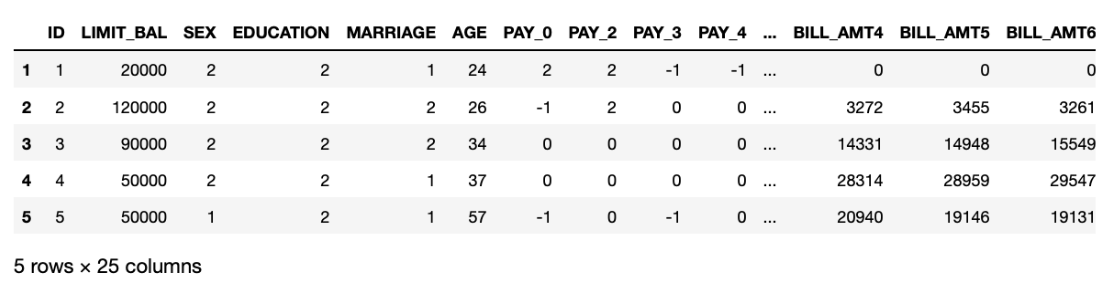 ID LIMIT_BAL SEX EDUCATION MARRIAGE AGE PAY_0 PAY_2 PAY_3 PAY_4 ... BILL_AMT4 BILL_AMT5 BILL_AMT6
1 1 20000 2 2 1 24 2 2 -1 -1 ... 0 0 0
2 2 120000 2 2 2 26 -1 2 0 0 ... 3272 3455 3261
3 3 90000 2 2 2 34 0 0 0 0 ... 14331 14948 15549
4 4 50000 2 2 1 37 0 0 0 0 ... 28314 28959 29547
5 5 50000 1 2 1 57 -1 0 -1 0 ... 20940 19146 19131
5 rows × 25 columns